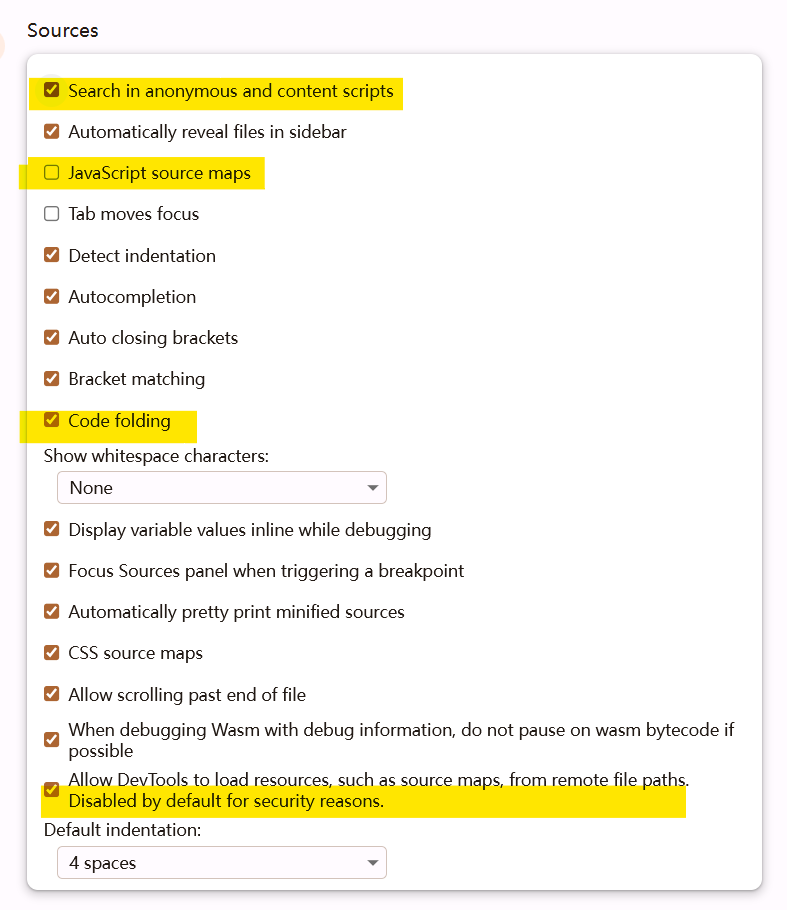 Sources
Search in anonymous and content scripts
Automatically reveal files in sidebar
JavaScript source maps
Tab moves focus
Detect indentation
Autocompletion
Auto closing brackets
Bracket matching
Code folding
Show whitespace characters:
None
Display variable values inline while debugging
Focus Sources panel when triggering a breakpoint
Automatically pretty print minified sources
CSS source maps
Allow scrolling past end of file
When debugging Wasm with debug information, do not pause on wasm bytecode if
possible
Allow DevTools to load resources, such as source maps, from remote file paths.
Disabled by default for security reasons.
Default indentation:
4 spaces